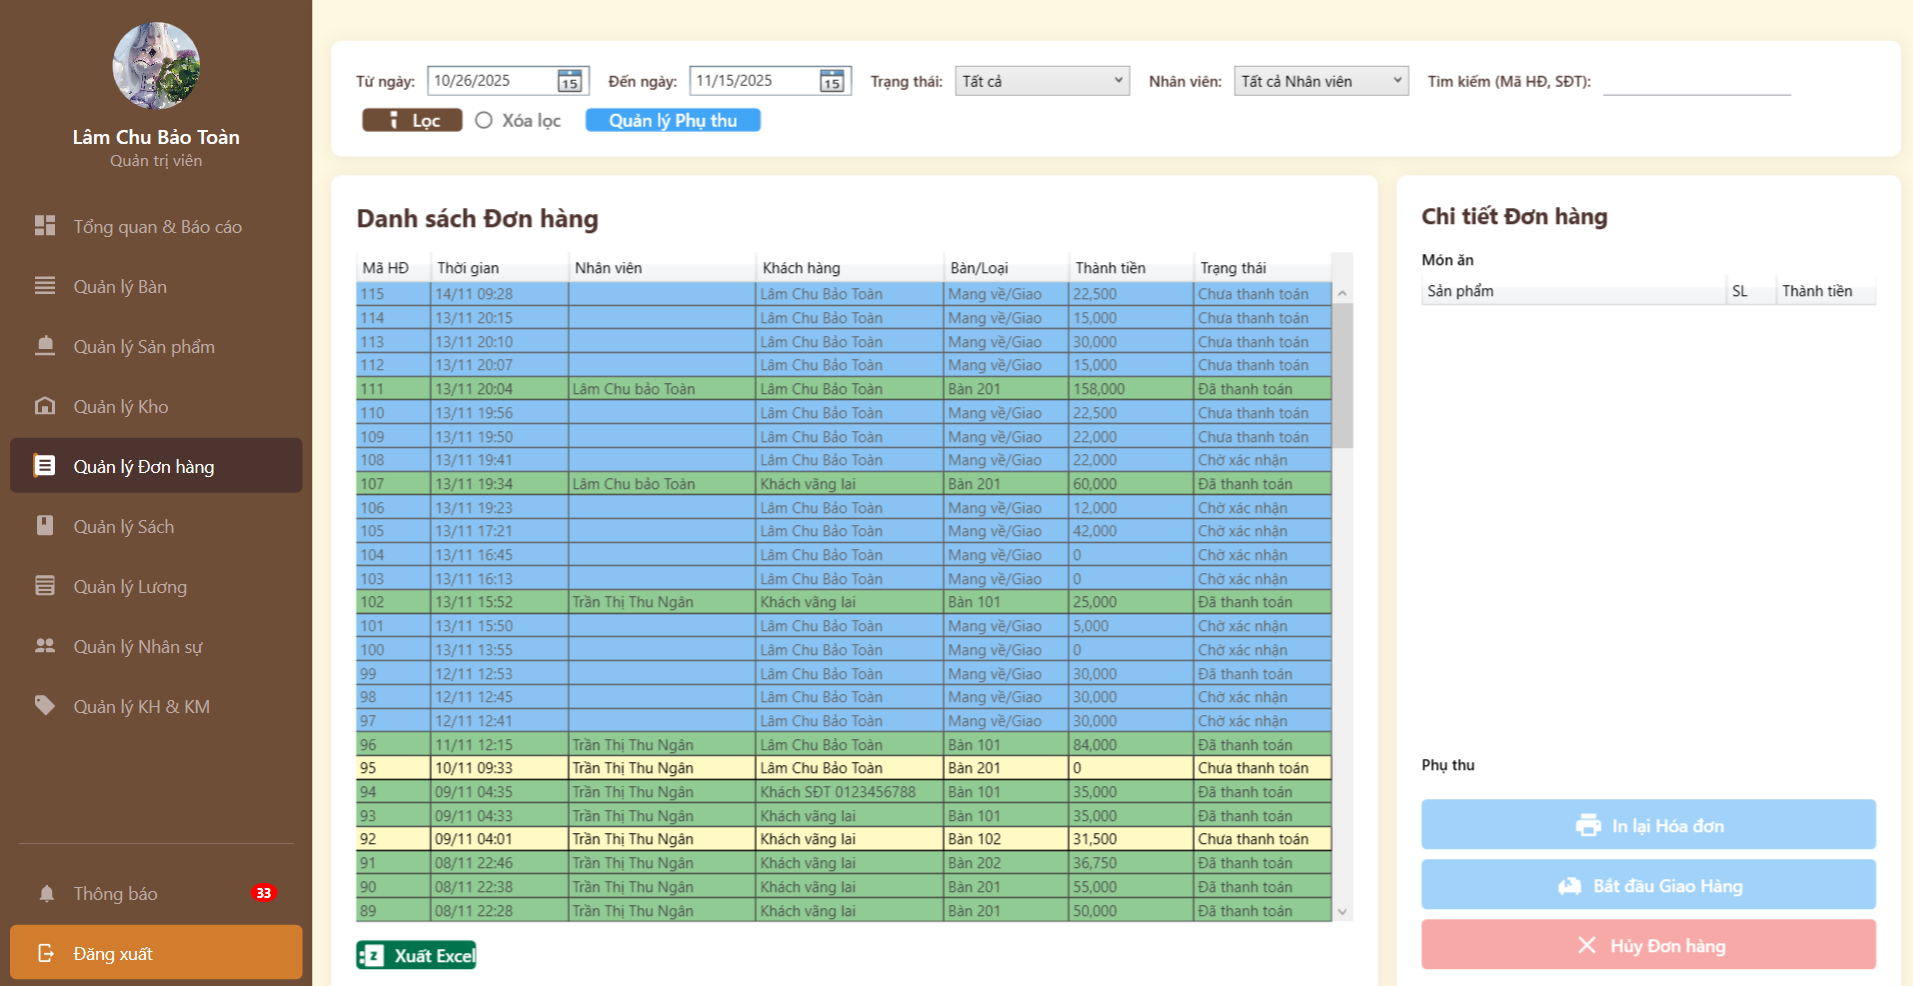 Lâm Chu Bảo Toàn
Quản trị viên
Tổng quan & Báo cáo
Quản lý Bàn
Quản lý Sản phẩm
Quản lý Kho
Quản lý Đơn hàng
Quản lý Sách
Quản lý Lương
Quản lý Nhân sự
Quản lý KH & KM
Thông báo 33
Đăng xuất
Từ ngày: 10/26/2025 15 Đến ngày: 11/15/2025 15 Trạng thái: Tất cả Nhân viên: Tất cả Nhân viên Tìm kiếm (Mã HĐ, SĐT):
Lọc Xóa lọc Quản lý Phụ thu
Danh sách Đơn hàng
Mã HĐ Thời gian Nhân viên Khách hàng Bàn/Loại Thành tiền Trạng thái
115 14/11 09:28 Lâm Chu Bảo Toàn Mang về/Giao 22,500 Chưa thanh toán
114 13/11 20:15 Lâm Chu Bảo Toàn Mang về/Giao 15,000 Chưa thanh toán
113 13/11 20:10 Lâm Chu Bảo Toàn Mang về/Giao 30,000 Chưa thanh toán
112 13/11 20:07 Lâm Chu Bảo Toàn Mang về/Giao 15,000 Chưa thanh toán
111 13/11 20:04 Lâm Chu bảo Toàn Lâm Chu Bảo Toàn Bàn 201 158,000 Đã thanh toán
110 13/11 19:56 Lâm Chu Bảo Toàn Mang về/Giao 22,500 Chưa thanh toán
109 13/11 19:50 Lâm Chu Bảo Toàn Mang về/Giao 22,000 Chưa thanh toán
108 13/11 19:41 Lâm Chu Bảo Toàn Mang về/Giao 22,000 Chờ xác nhận
107 13/11 19:34 Lâm Chu bảo Toàn Khách vãng lai Bàn 201 60,000 Đã thanh toán
106 13/11 19:23 Lâm Chu Bảo Toàn Mang về/Giao 12,000 Chờ xác nhận
105 13/11 17:21 Lâm Chu Bảo Toàn Mang về/Giao 42,000 Chờ xác nhận
104 13/11 16:45 Lâm Chu Bảo Toàn Mang về/Giao 0 Chờ xác nhận
103 13/11 16:13 Lâm Chu Bảo Toàn Mang về/Giao 0 Chờ xác nhận
102 13/11 15:52 Trần Thị Thu Ngân Khách vãng lai Bàn 101 25,000 Đã thanh toán
101 13/11 15:50 Lâm Chu Bảo Toàn Mang về/Giao 5,000 Chờ xác nhận
100 13/11 13:55 Lâm Chu Bảo Toàn Mang về/Giao 0 Chờ xác nhận
99 12/11 12:53 Lâm Chu Bảo Toàn Mang về/Giao 30,000 Đã thanh toán
98 12/11 12:45 Lâm Chu Bảo Toàn Mang về/Giao 30,000 Chờ xác nhận
97 12/11 12:41 Lâm Chu Bảo Toàn Mang về/Giao 30,000 Chờ xác nhận
96 11/11 12:15 Trần Thị Thu Ngân Lâm Chu Bảo Toàn Bàn 101 84,000 Đã thanh toán
95 10/11 09:33 Trần Thị Thu Ngân Lâm Chu Bảo Toàn Bàn 201 0 Chưa thanh toán
94 09/11 04:35 Trần Thị Thu Ngân Khách SĐT 0123456788 Bàn 101 35,000 Đã thanh toán
93 09/11 04:33 Trần Thị Thu Ngân Khách vãng lai Bàn 101 35,000 Đã thanh toán
92 09/11 04:01 Trần Thị Thu Ngân Khách vãng lai Bàn 102 31,500 Chưa thanh toán
91 08/11 22:46 Trần Thị Thu Ngân Khách vãng lai Bàn 202 36,750 Đã thanh toán
90 08/11 22:38 Trần Thị Thu Ngân Khách vãng lai Bàn 201 55,000 Đã thanh toán
89 08/11 22:28 Trần Thị Thu Ngân Khách vãng lai Bàn 201 50,000 Đã thanh toán
Xuất Excel
Chi tiết Đơn hàng
Món ăn
Sản phẩm SL Thành tiền
Phụ thu
In lại Hóa đơn
Bắt đầu Giao Hàng
Hủy Đơn hàng